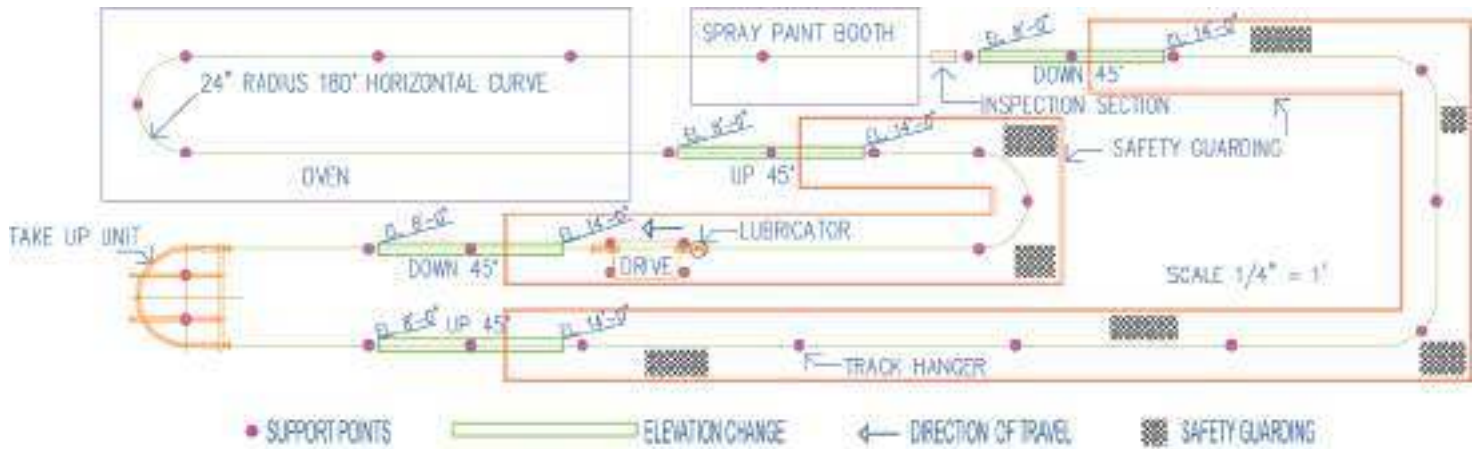 SPRAY PAINT BOOTH
EL. 8'-0"
EL. 14'-0"
24" RADIUS 180° HORIZONTAL CURVE
DOWN 45°
INSPECTION SECTION
EL. 8'-0"
EL. 14'-0"
SAFETY GUARDING
OVEN
UP 45°
EL. 8'-0"
EL. 14'-0"
TAKE UP UNIT
LUBRICATOR
DOWN 45°
DRIVE
SCALE 1/4" = 1'
EL. 8'-0"
UP 45°
EL. 14'-0"
TRACK HANGER
SUPPORT POINTS
ELEVATION CHANGE
DIRECTION OF TRAVEL
SAFETY GUARDING